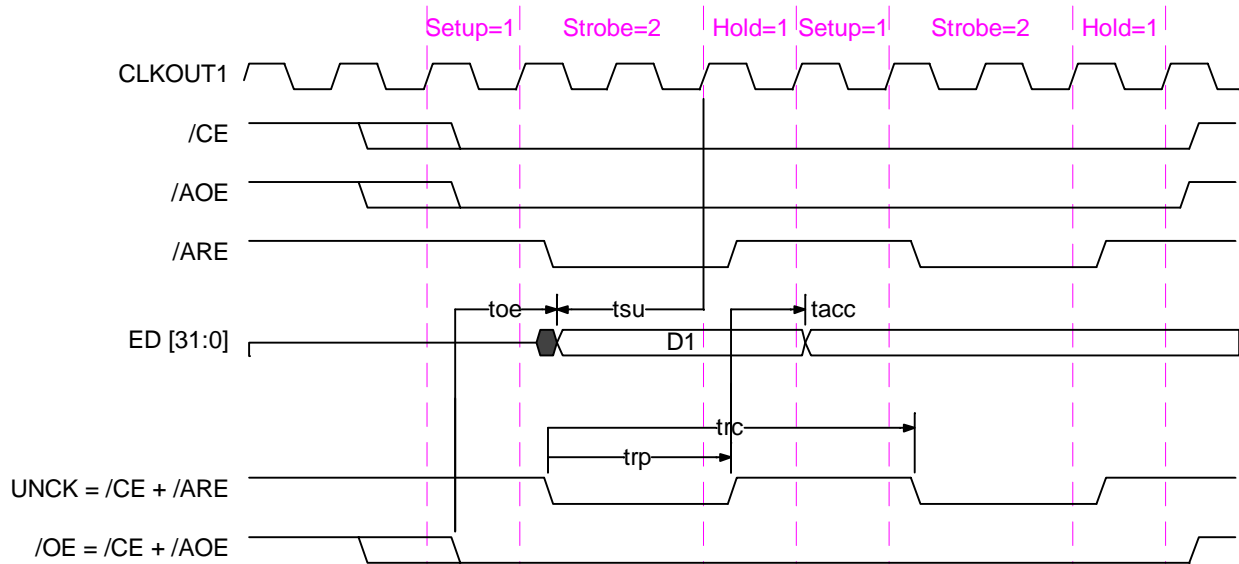 Setup=1 Strobe=2 Hold=1 Setup=1 Strobe=2 Hold=1
CLKOUT1
/CE
/AOE
/ARE
toe tsu tacc
ED [31:0] D1
trc
trp
UNCK = /CE + /ARE
/OE = /CE + /AOE